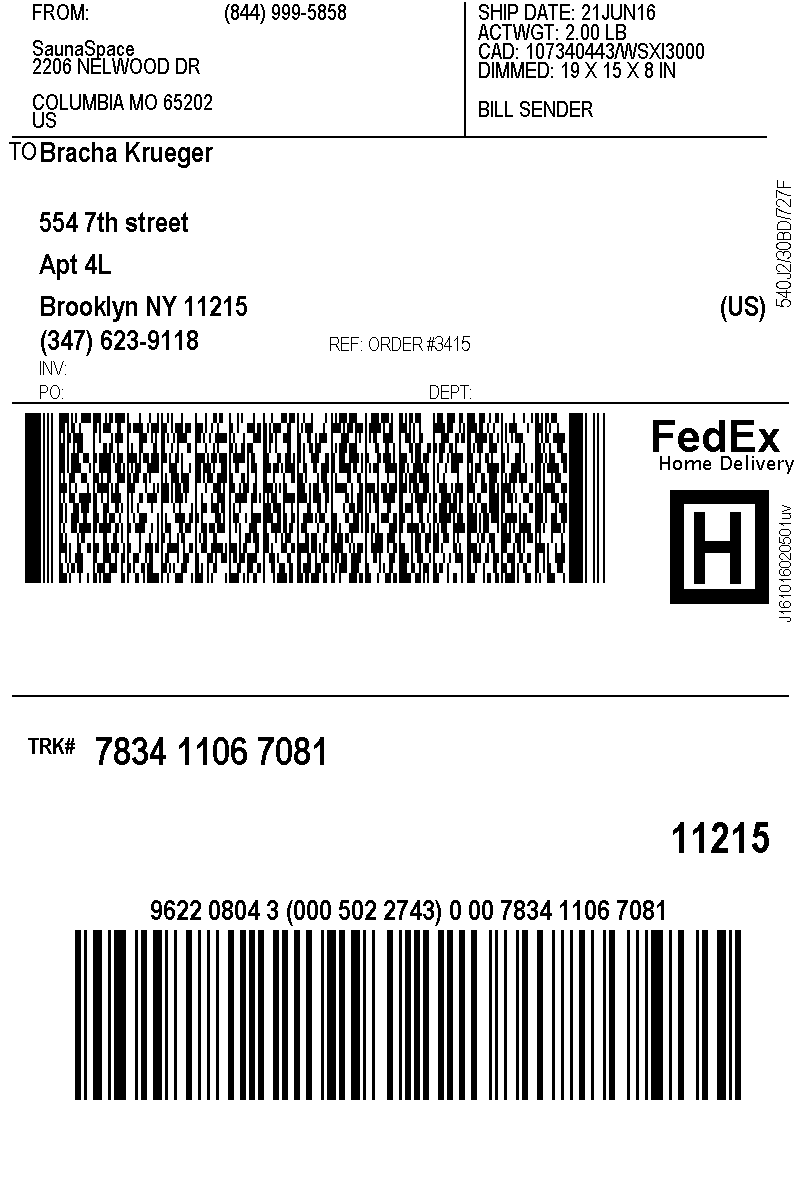 FROM: (844) 999-5858
SaunaSpace
2206 NELWOOD DR
COLUMBIA MO 65202
US
SHIP DATE: 21JUN16
ACTWGT: 2.00 LB
CAD: 107340443/WSXI3000
DIMMED: 19 X 15 X 8 IN
BILL SENDER
TO Bracha Krueger
554 7th street
Apt 4L
Brooklyn NY 11215 (US)
(347) 623-9118 REF: ORDER #3415
INV:
PO: DEPT:
540J2/30BD/727F
FedEx
Home Delivery
H
J161016020501uv
TRK# 7834 1106 7081
11215
9622 0804 3 (000 502 2743) 0 00 7834 1106 7081